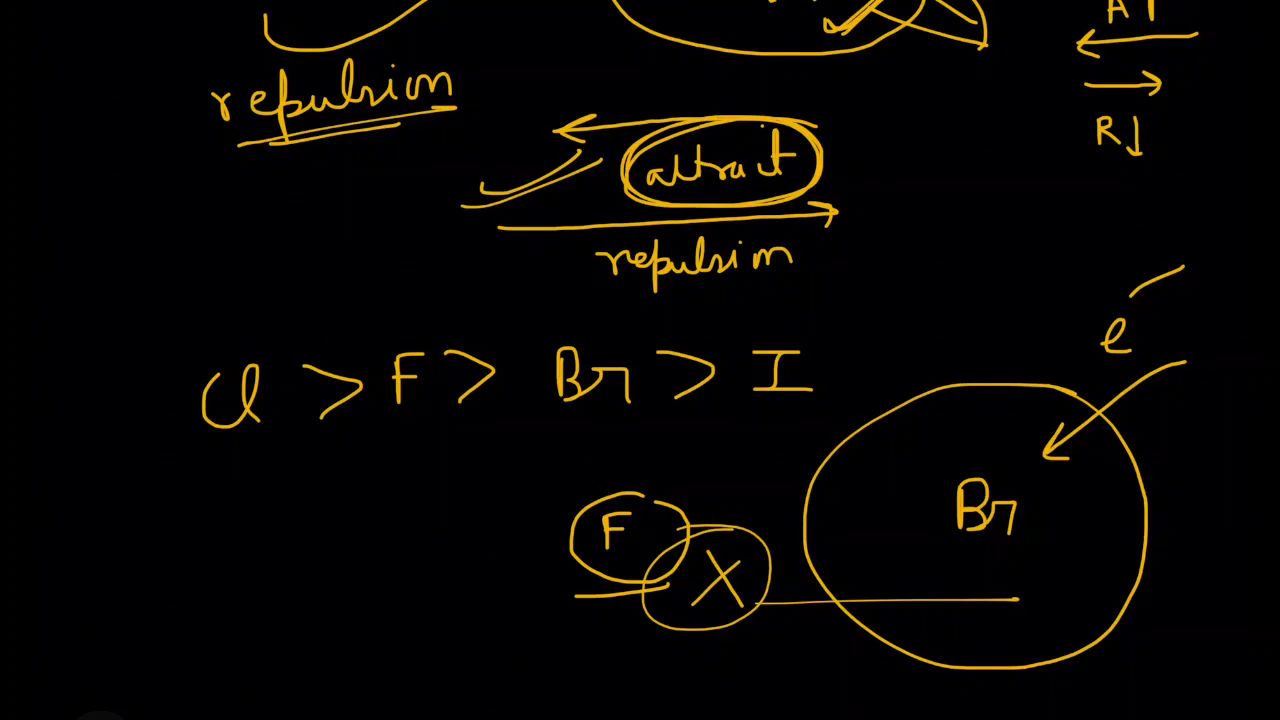 A↑
repulsion
R↓
attract
repulsion
e
Cl > F > Br > I
Br
F
X